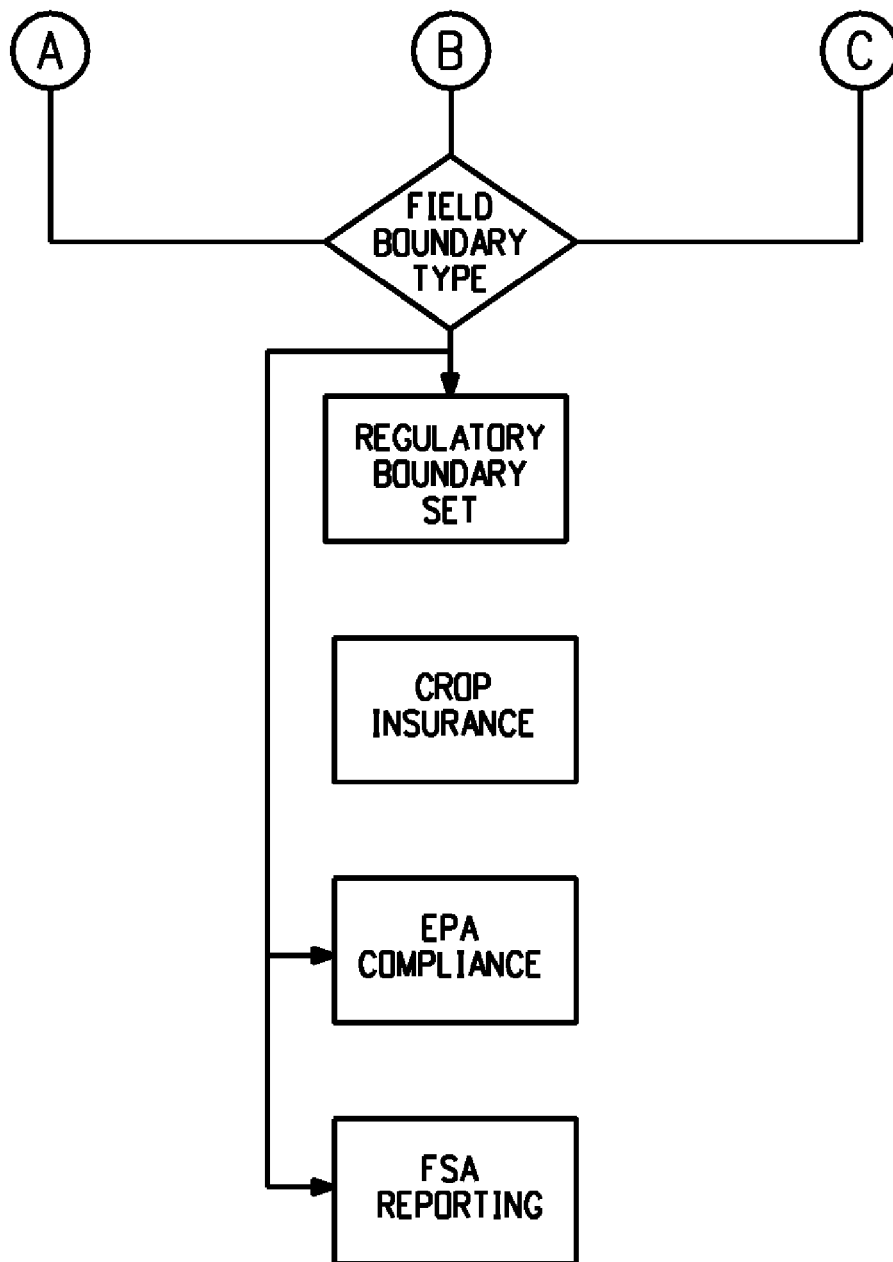 A
B
C
FIELD
BOUNDARY
TYPE
REGULATORY
BOUNDARY
SET
CROP
INSURANCE
EPA
COMPLIANCE
FSA
REPORTING